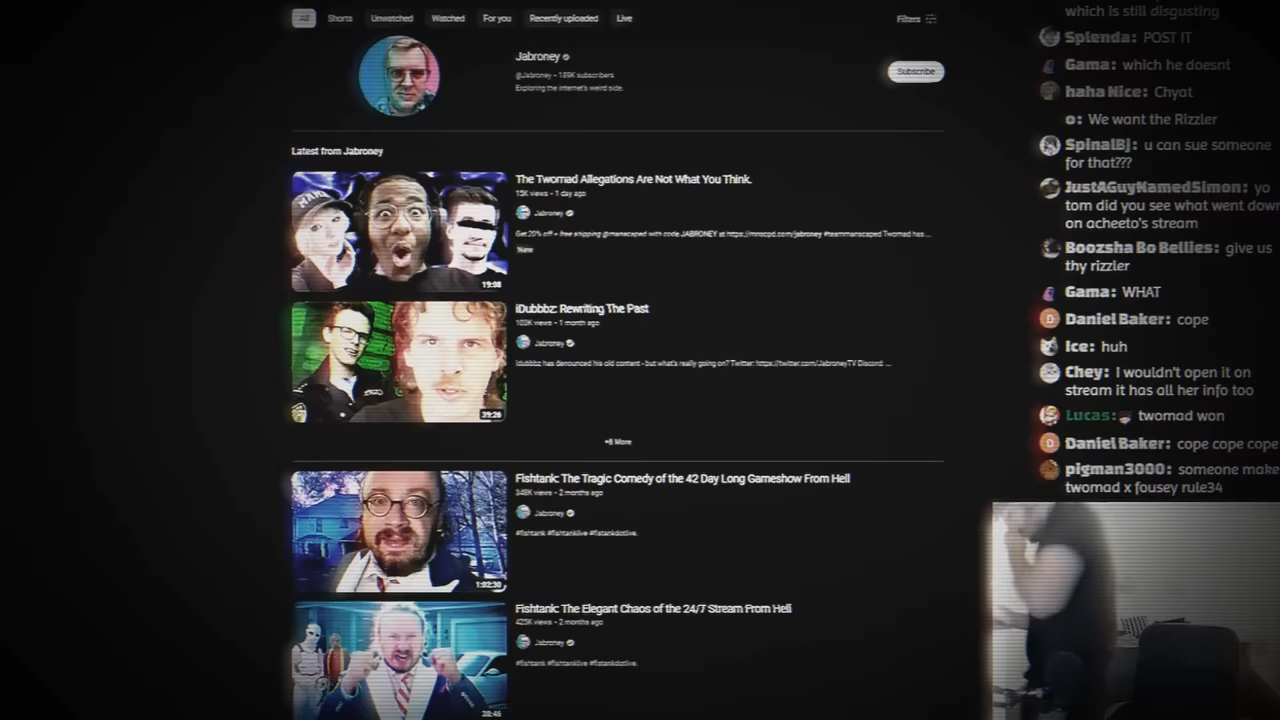 All Shorts Unwatched Watched For you Recently uploaded Live
Filters
Jabroney
@Jabroney • 189K subscribers
Exploring the internet's weird side.
Subscribe
Latest from Jabroney
The Twomad Allegations Are Not What You Think.
15K views • 1 day ago
Jabroney
Get 20% off + free shipping @manscaped with code JABRONEY at https://mnscpd.com/jabroney #teammanscaped Twomad has ...
New
19:08
iDubbbz: Rewriting The Past
103K views • 1 month ago
Jabroney
Idubbbz has denounced his old content - but what's really going on? Twitter: https://twitter.com/JabroneyTV Discord ...
39:26
+8 More
Fishtank: The Tragic Comedy of the 42 Day Long Gameshow From Hell
348K views • 2 months ago
Jabroney
#fishtank #fishtanklive #fistankdotlive.
1:02:30
Fishtank: The Elegant Chaos of the 24/7 Stream From Hell
425K views • 2 months ago
Jabroney
#fishtank #fishtanklive #fistankdotlive.
28:46
which is still disgusting
Splenda: POST IT
Gama: which he doesnt
haha Nice: Chyat
o: We want the Rizzler
SpinalBJ: u can sue someone
for that???
JustAGuyNamedSimon: yo
tom did you see what went down
on acheeto's stream
Boozsha Bo Bellies: give us
thy rizzler
Gama: WHAT
Daniel Baker: cope
Ice: huh
Chey: I wouldn't open it on
stream it has all her info too
Lucas: twomad won
Daniel Baker: cope cope cope
pigman3000: someone make
twomad x fousey rule34